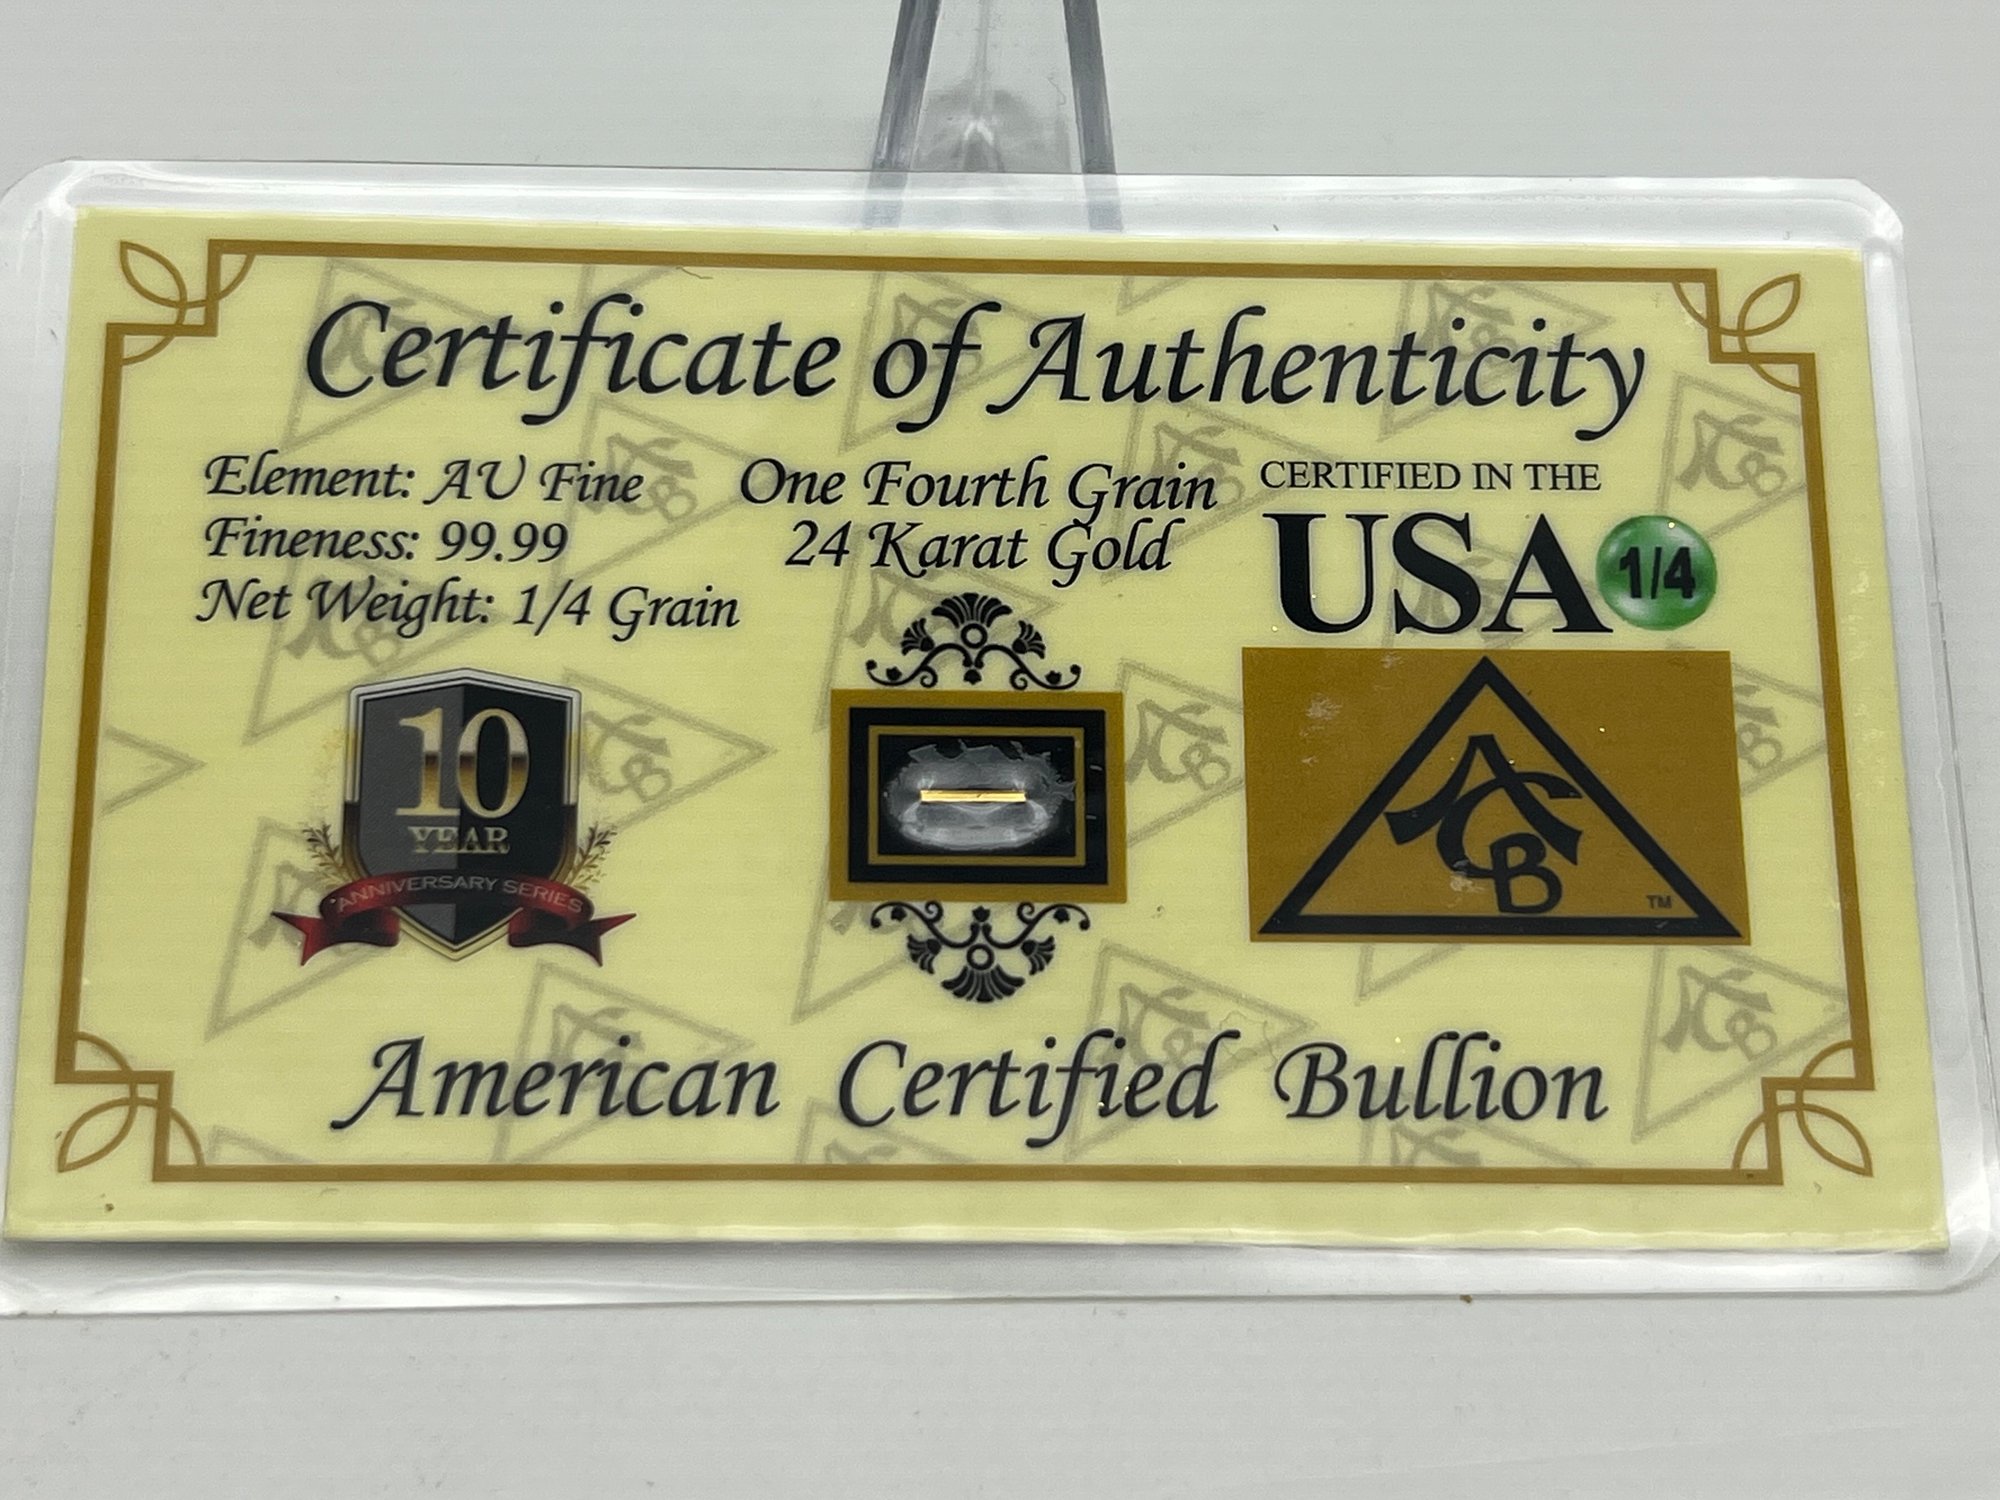 Certificate of Authenticity
Element: AU Fine
Fineness: 99.99
Net Weight: 1/4 Grain
One Fourth Grain
24 Karat Gold
CERTIFIED IN THE
USA 1/4
10
YEAR
ANNIVERSARY SERIES
ACB
TM
American Certified Bullion